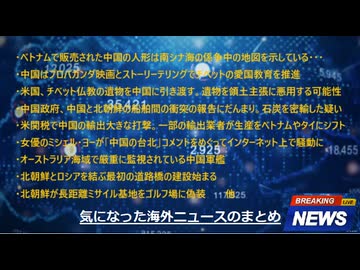 ・ベトナムで販売された中国の人形は南シナ海の係争中の地図を示している・・・
・中国はプロパガンダ映画とストーリーテリングでチベットの愛国教育を推進
・米国、チベット仏教の遺物を中国に引き渡す。遺物を領土主張に悪用する可能性
・中国政府、中国と北朝鮮の船舶間の衝突の報告にだんまり。石炭を密輸した疑い
・米関税で中国の輸出大きな打撃。一部の輸出業者が生産をベトナムやタイにシフト
・女優のミシェル・ヨーが「中国の台北」コメントをめぐってインターネット上で騒動に
・オーストラリア海域で厳重に監視されている中国軍艦
・北朝鮮とロシアを結ぶ最初の道路橋の建設始まる
・北朝鮮が長距離ミサイル基地をゴルフ場に偽装　他
気になった海外ニュースのまとめ
BREAKING LIVE
NEWS